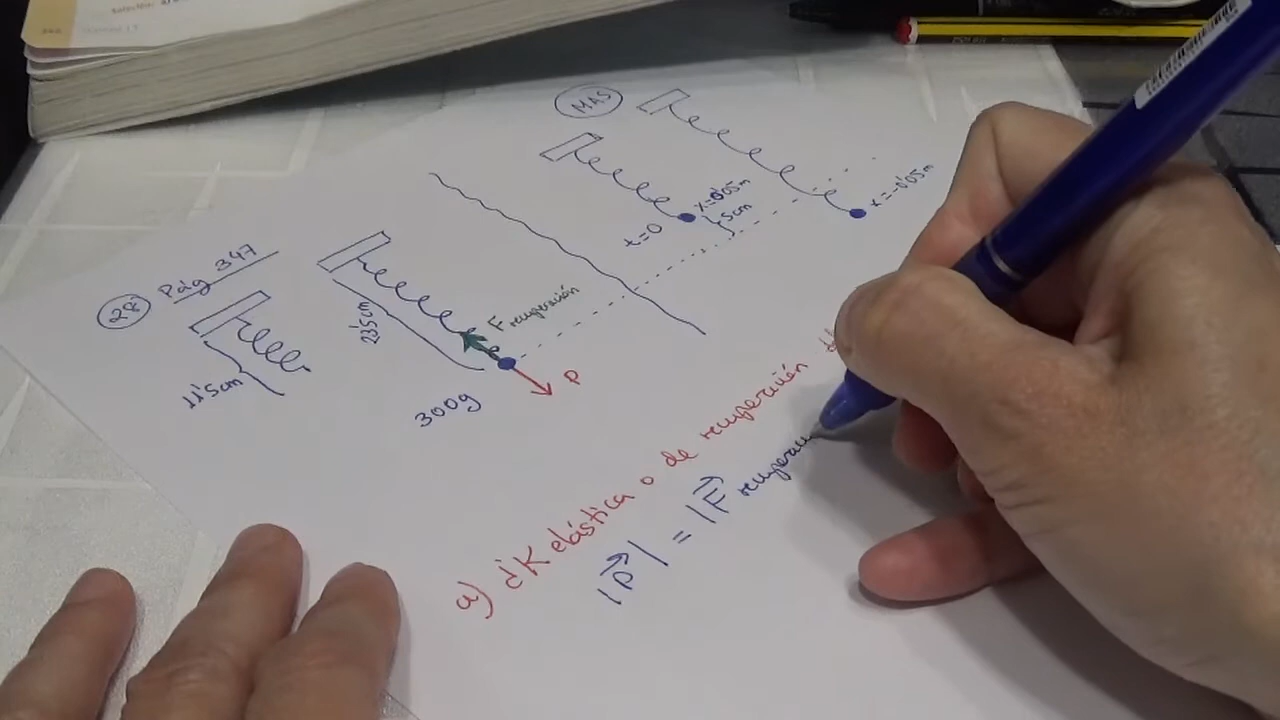 28
Pág 347
11'5cm
23'5cm
F recuperación
300g
P
MAS
t=0
x=0'05m
5cm
x=-0'05m
a) ¿K elástica o de recuperación
|P| = |F recupera